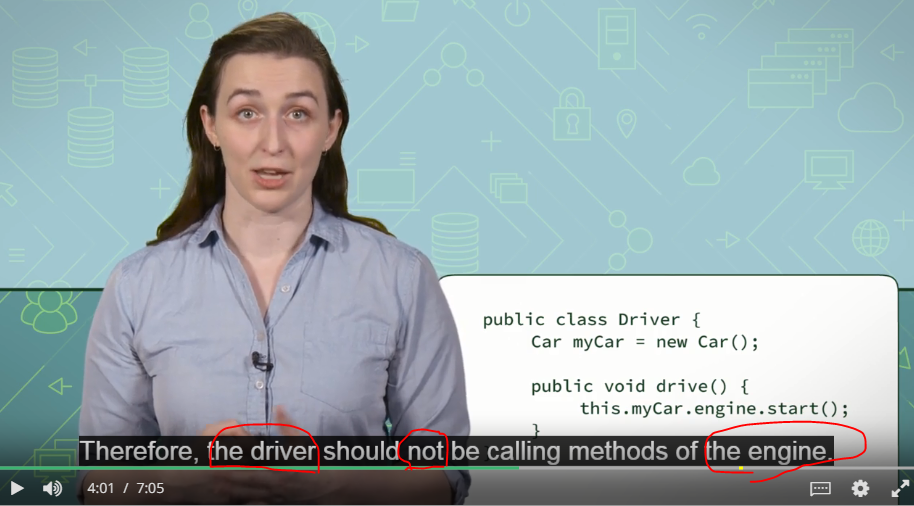 public class Driver {
Car myCar = new Car();
public void drive() {
this.myCar.engine.start();
}
Therefore, the driver should not be calling methods of the engine.
4:01 / 7:05